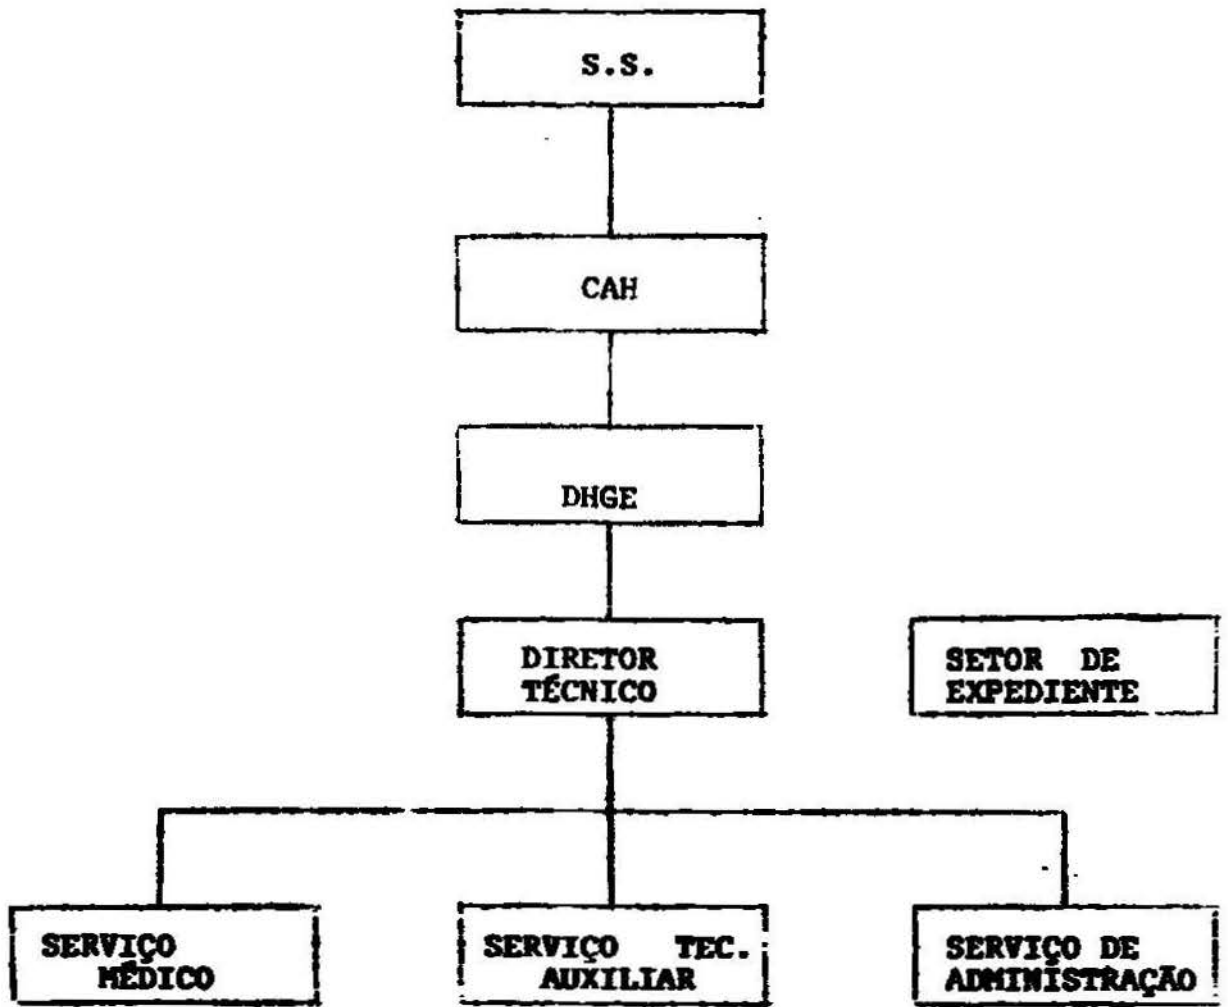 S.S.
CAH
DHGE
DIRETOR
TÉCNICO
SETOR DE
EXPEDIENTE
SERVIÇO
MÉDICO
SERVIÇO TEC.
AUXILIAR
SERVIÇO DE
ADMINISTRAÇÃO